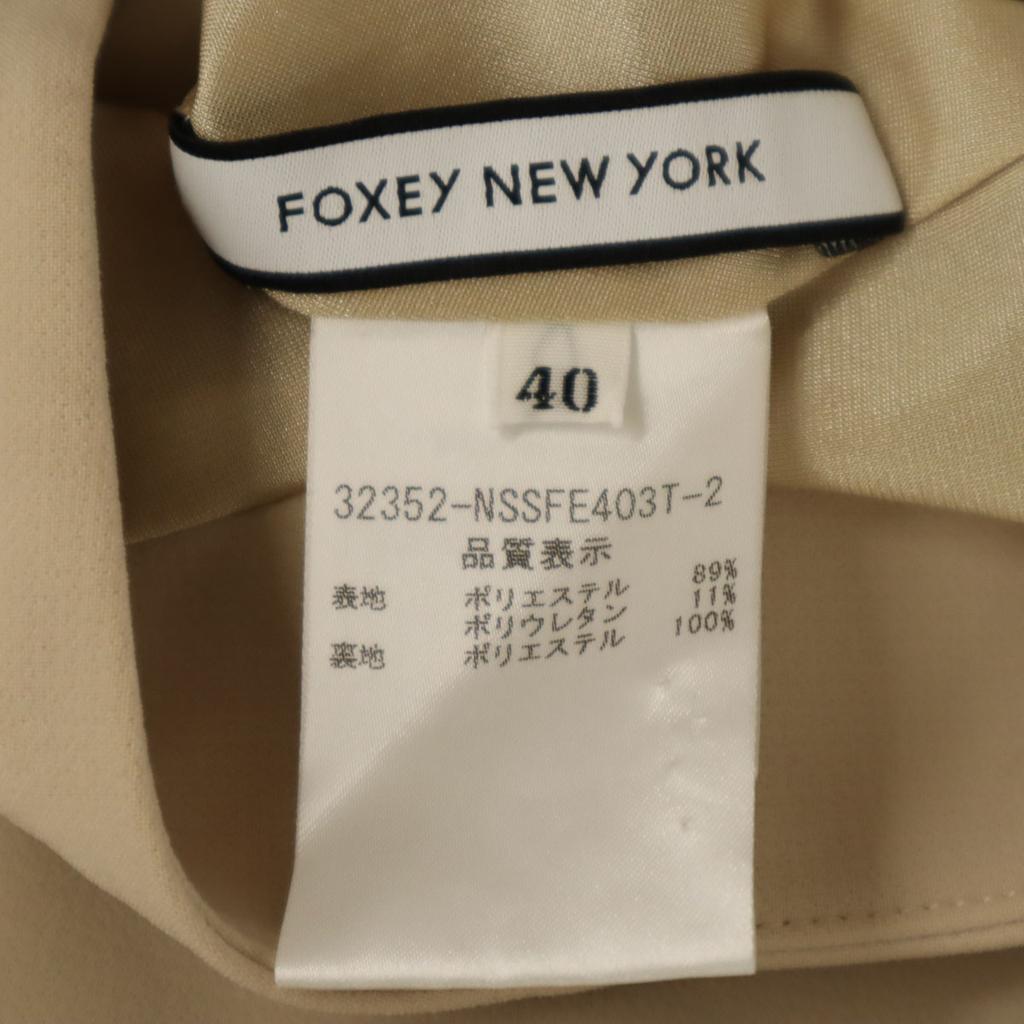 FOXEY NEW YORK
40
32352-NSSFE403T-2
品質表示
表地 ポリエステル 89%
ポリウレタン 11%
裏地 ポリエステル 100%